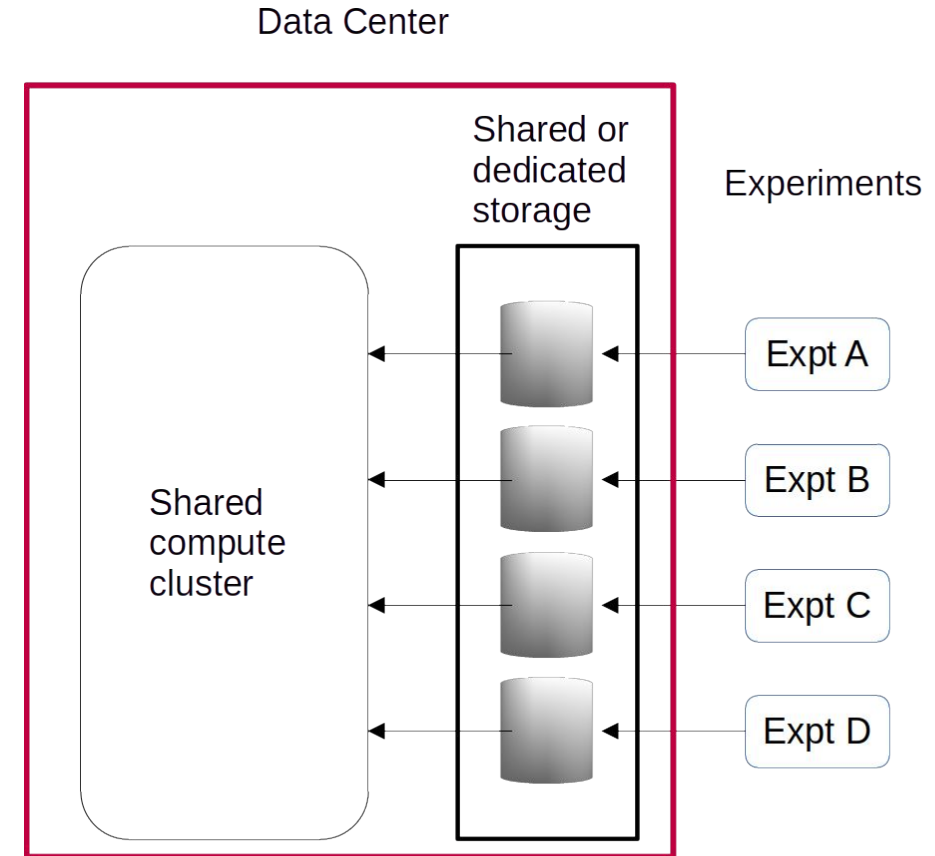 Data Center
Shared or
dedicated
storage
Experiments
Expt A
Expt B
Shared
compute
cluster
Expt C
Expt D